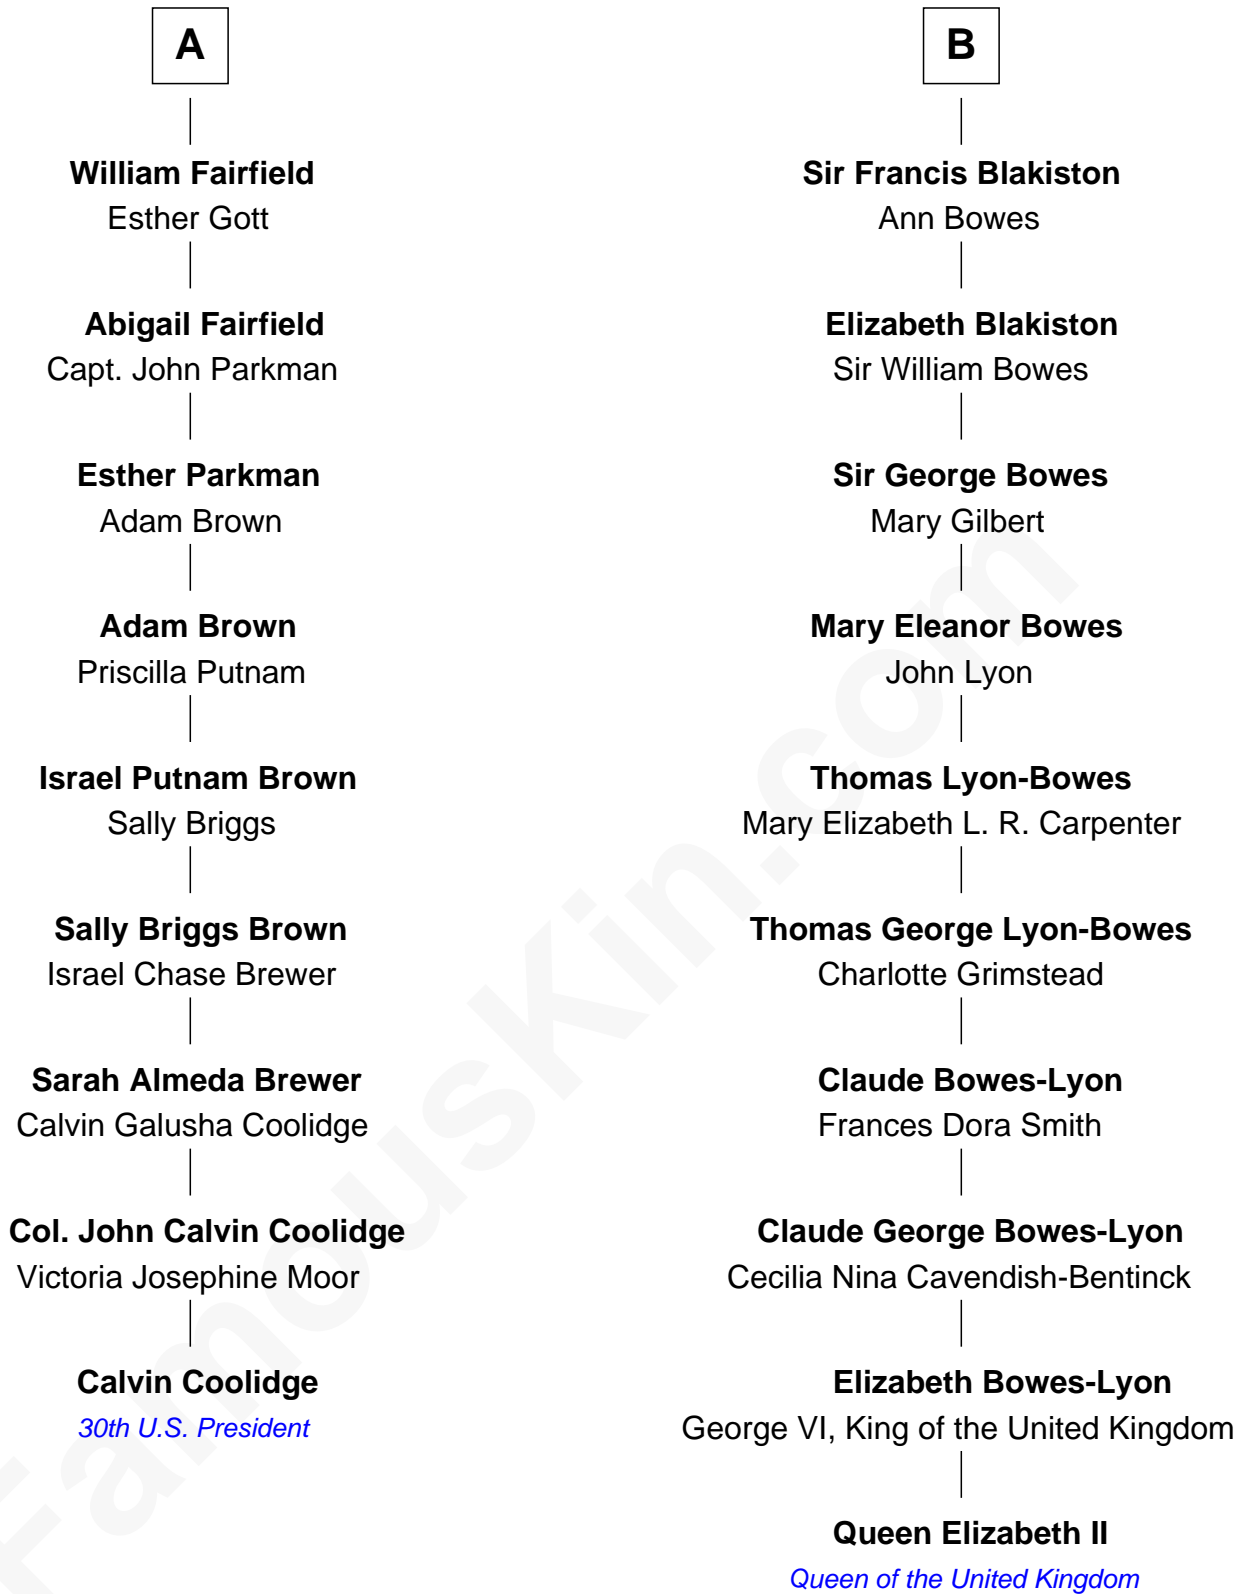 A
William Fairfield
Esther Gott
Abigail Fairfield
Capt. John Parkman
Esther Parkman
Adam Brown
Adam Brown
Priscilla Putnam
Israel Putnam Brown
Sally Briggs
Sally Briggs Brown
Israel Chase Brewer
Sarah Almeda Brewer
Calvin Galusha Coolidge
Col. John Calvin Coolidge
Victoria Josephine Moor
Calvin Coolidge
30th U.S. President
B
Sir Francis Blakiston
Ann Bowes
Elizabeth Blakiston
Sir William Bowes
Sir George Bowes
Mary Gilbert
Mary Eleanor Bowes
John Lyon
Thomas Lyon-Bowes
Mary Elizabeth L. R. Carpenter
Thomas George Lyon-Bowes
Charlotte Grimstead
Claude Bowes-Lyon
Frances Dora Smith
Claude George Bowes-Lyon
Cecilia Nina Cavendish-Bentinck
Elizabeth Bowes-Lyon
George VI, King of the United Kingdom
Queen Elizabeth II
Queen of the United Kingdom
FamousKin.com